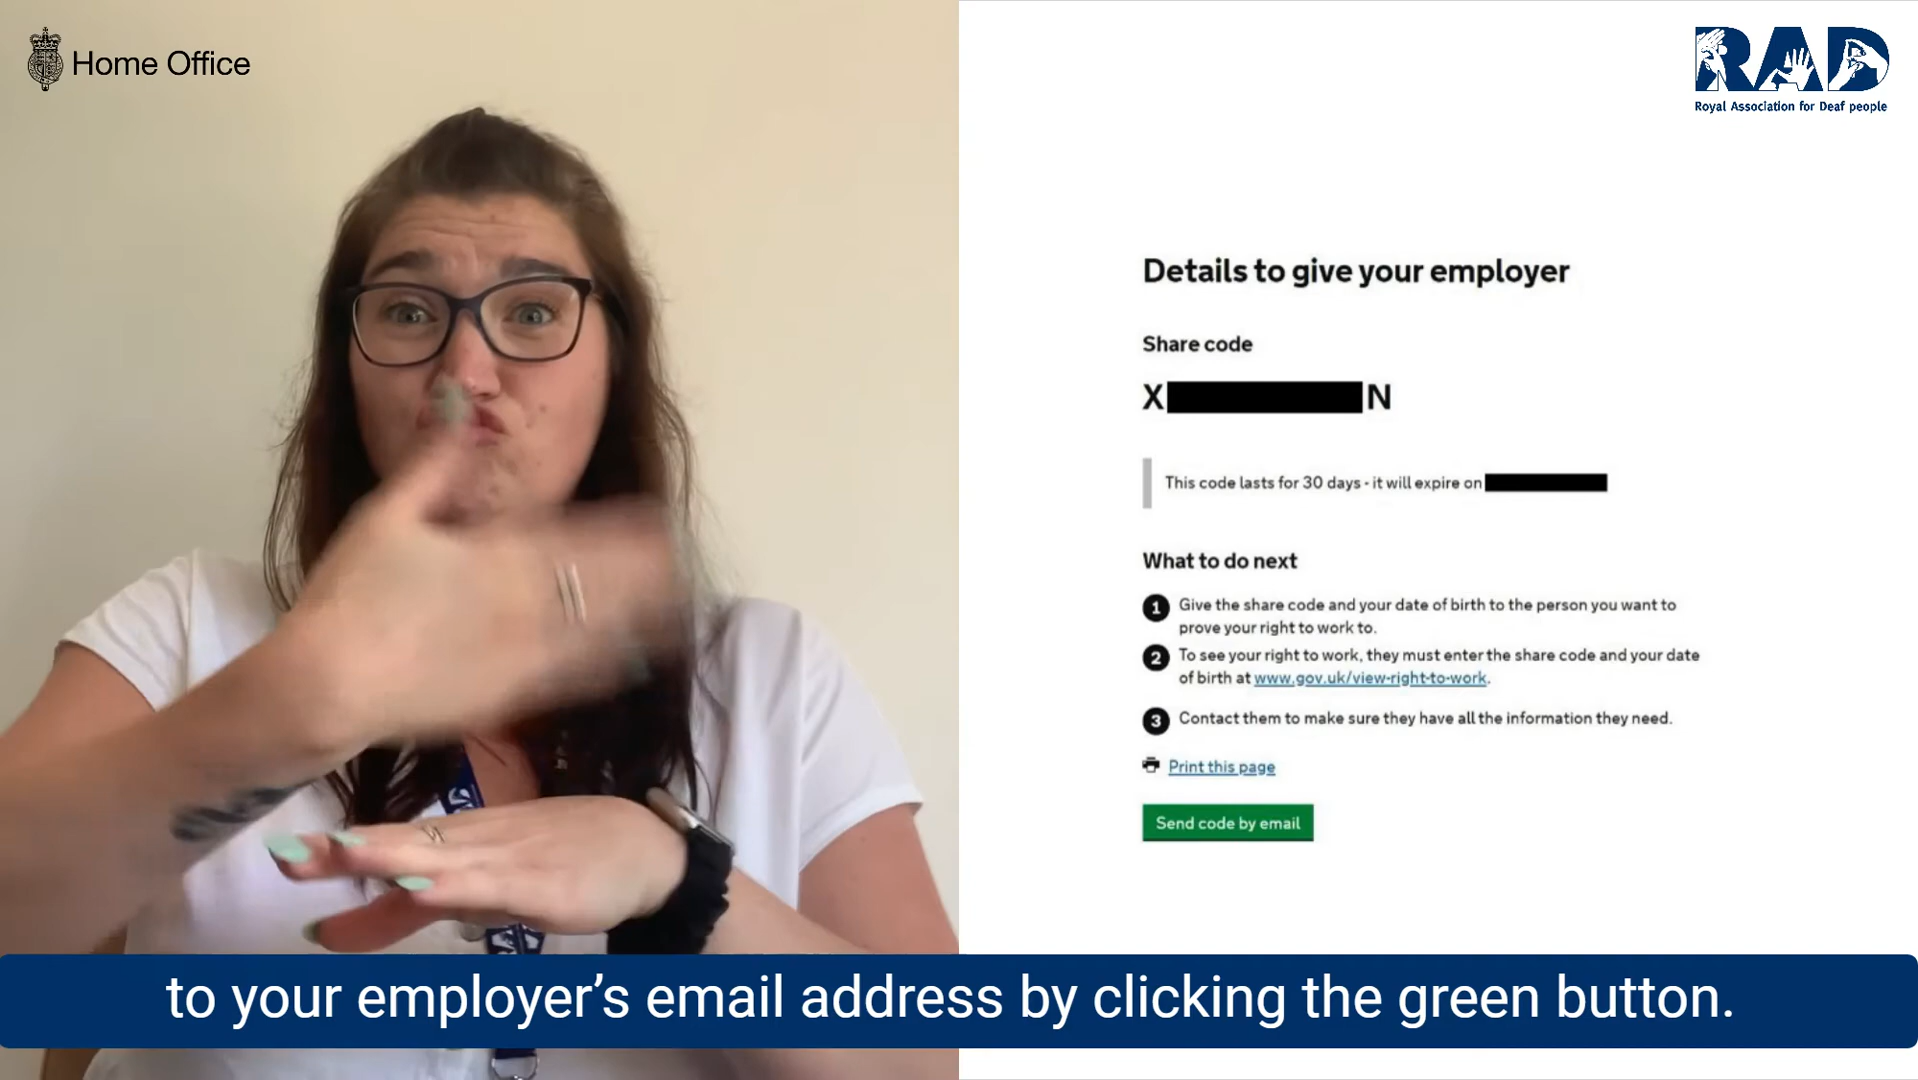 Home Office
RAD
Royal Association for Deaf people
Details to give your employer
Share code
X N
This code lasts for 30 days - it will expire on
What to do next
1 Give the share code and your date of birth to the person you want to
prove your right to work to.
2 To see your right to work, they must enter the share code and your date
of birth at www.gov.uk/view-right-to-work.
3 Contact them to make sure they have all the information they need.
Print this page
Send code by email
to your employer’s email address by clicking the green button.